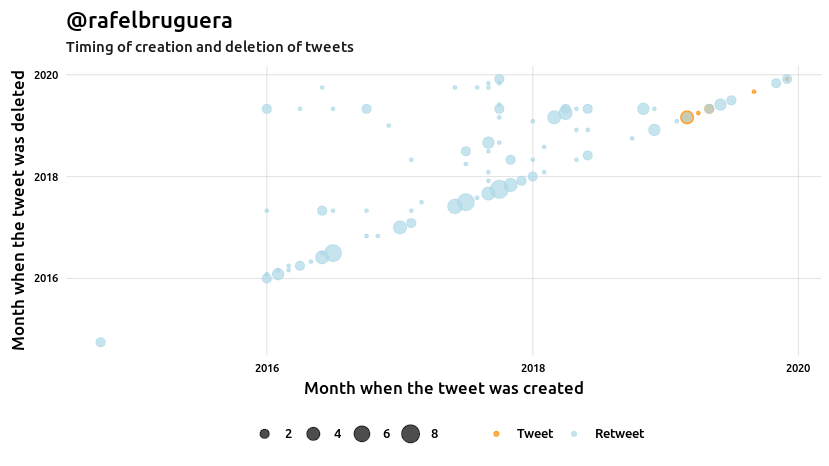 @rafelbruguera
Timing of creation and deletion of tweets
Month when the tweet was deleted
2020
2018
2016
2016 2018 2020
Month when the tweet was created
2 4 6 8 Tweet Retweet